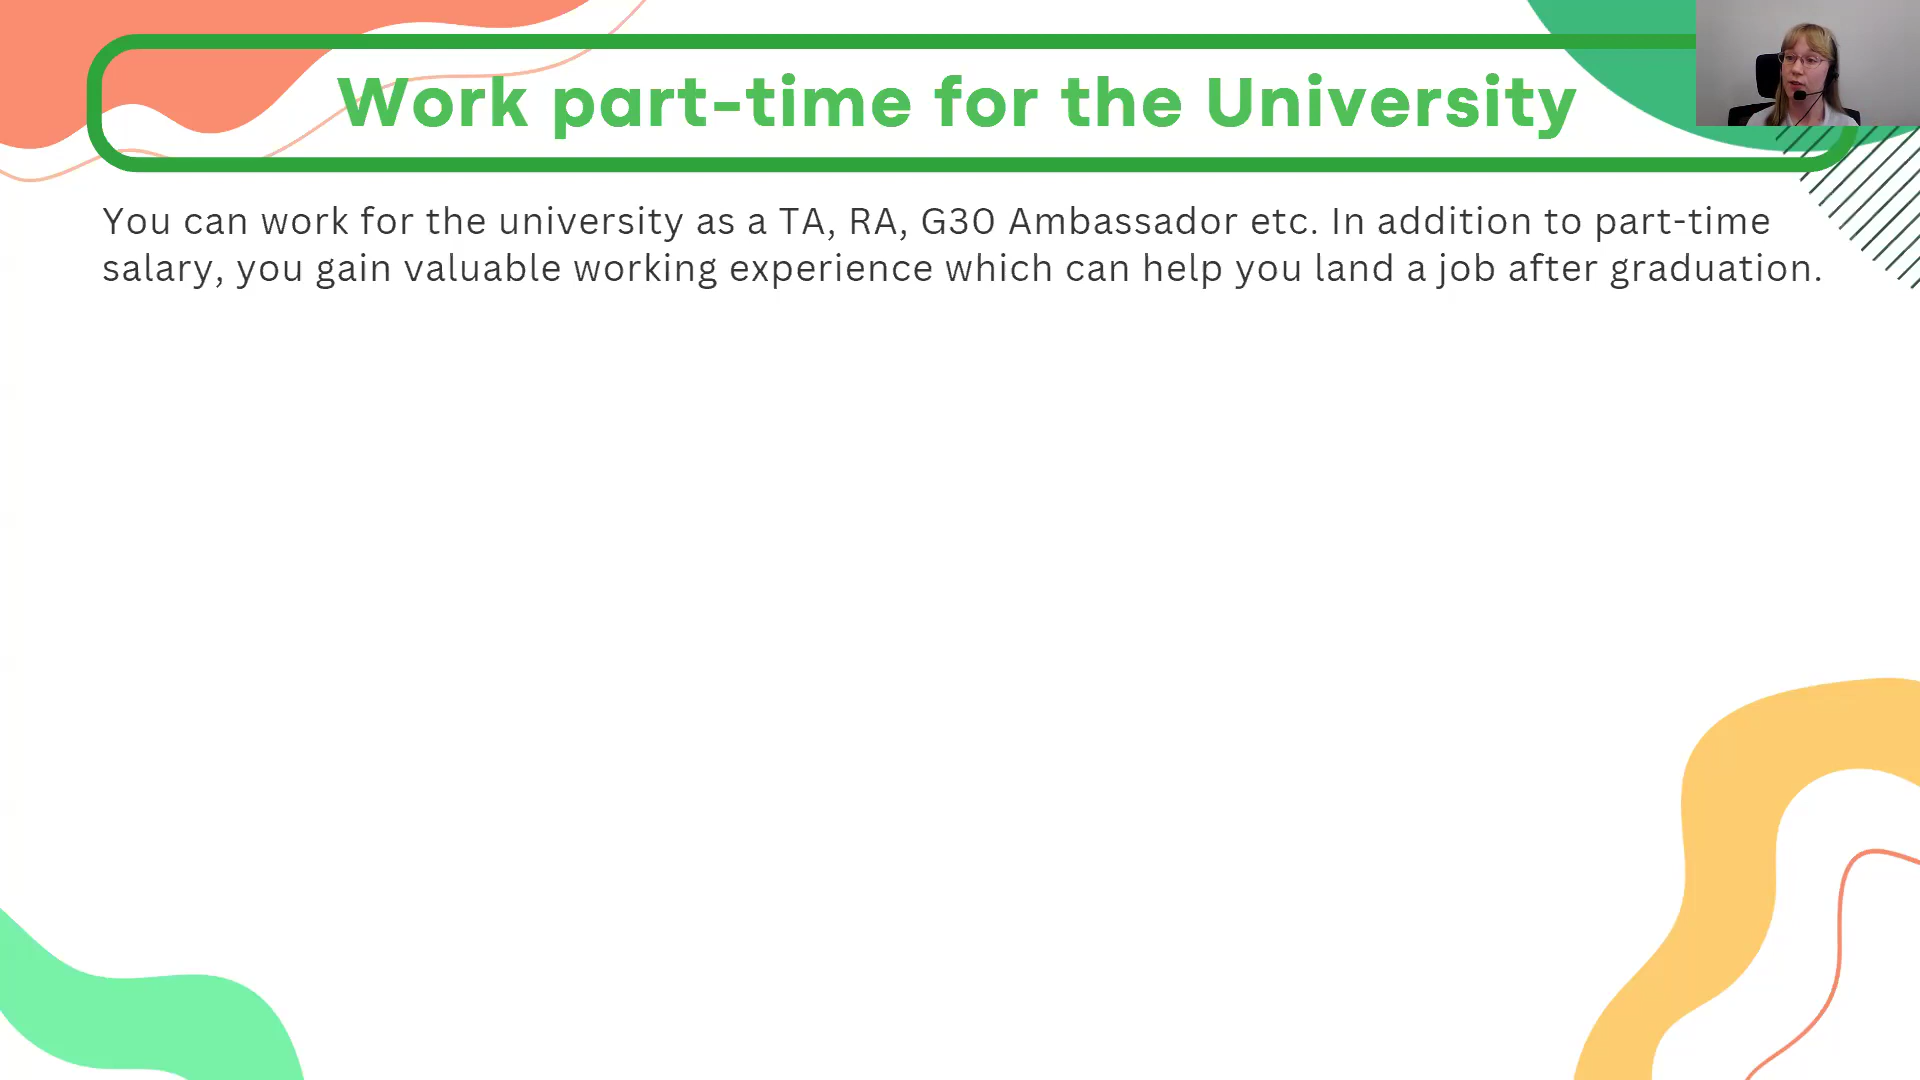 Work part-time for the University
You can work for the university as a TA, RA, G30 Ambassador etc. In addition to part-time
salary, you gain valuable working experience which can help you land a job after graduation.